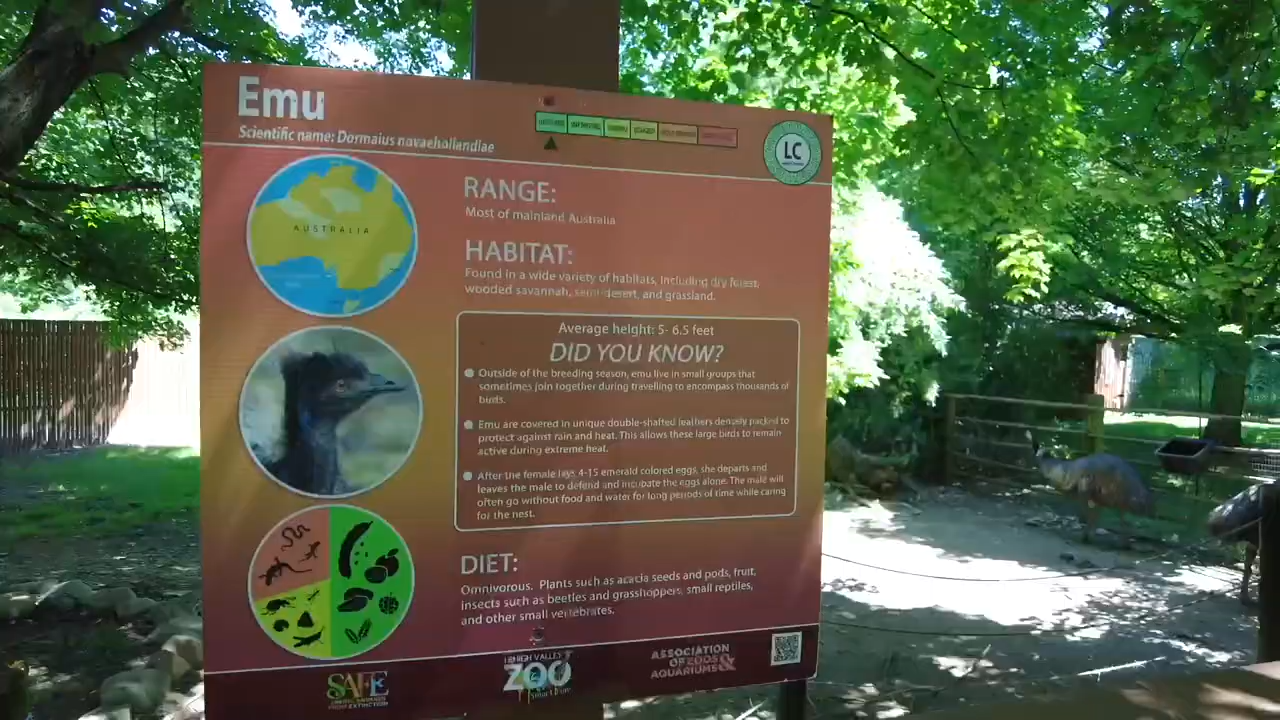 Emu
Scientific name: Dormaius novaehollandiae
LC
AUSTRALIA
RANGE:
Most of mainland Australia
HABITAT:
Found in a wide variety of habitats, including dry forest,
wooded savannah, semi-desert, and grassland.
Average height: 5- 6.5 feet
DID YOU KNOW?
Outside of the breeding season, emu live in small groups that
sometimes join together during travelling to encompass thousands of
birds.
Emu are covered in unique double-shafted feathers densely packed to
protect against rain and heat. This allows these large birds to remain
active during extreme heat.
After the female lays 4-15 emerald colored eggs, she departs and
leaves the male to defend and incubate the eggs alone. The male will
often go without food and water for long periods of time while caring
for the nest.
DIET:
Omnivorous. Plants such as acacia seeds and pods, fruit,
insects such as beetles and grasshoppers, small reptiles,
and other small vertebrates.
SAFE
SAVING ANIMALS
FROM EXTINCTION
LEHIGH VALLEY
ZOO
ASSOCIATION
OF ZOOS &
AQUARIUMS